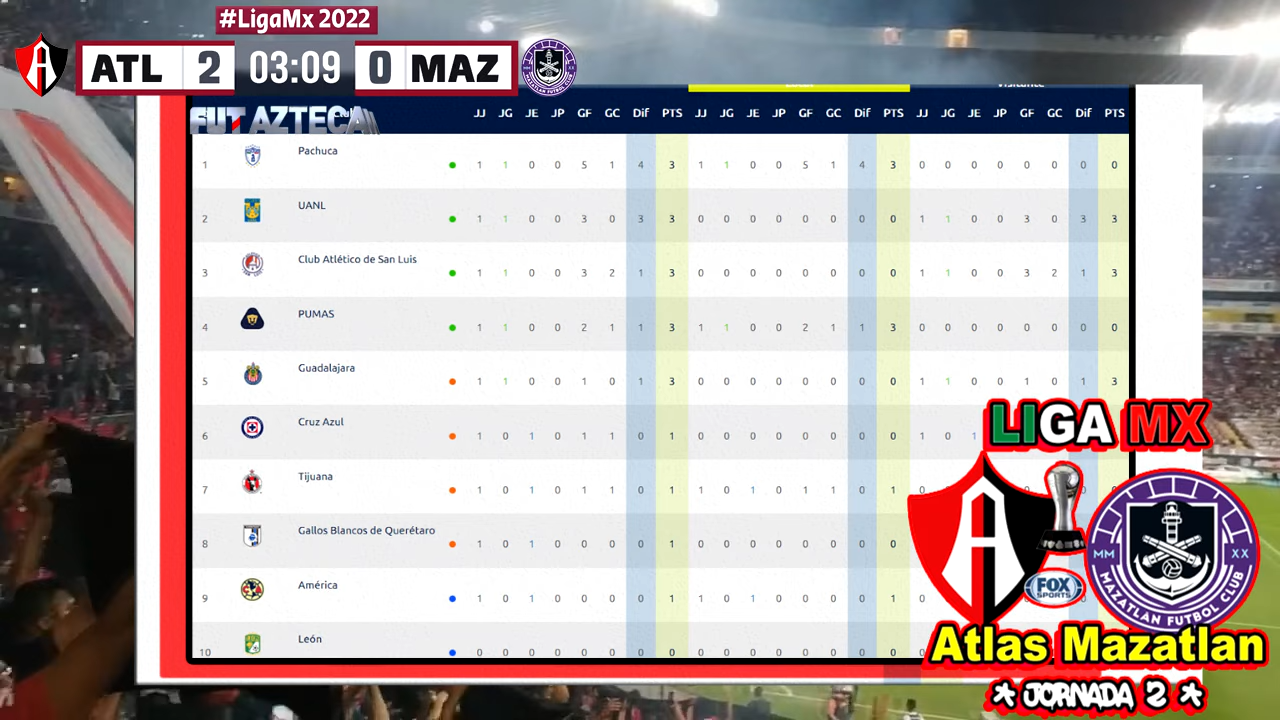 #LigaMx 2022
ATL 2 03:09 0 MAZ
FUT AZTECA
JJ JG JE JP GF GC Dif PTS JJ JG JE JP GF GC Dif PTS JJ JG JE JP GF GC Dif PTS
1 Pachuca 1 1 0 0 5 1 4 3 1 1 0 0 5 1 4 3 0 0 0 0 0 0 0 0
2 UANL 1 1 0 0 3 0 3 3 0 0 0 0 0 0 0 0 1 1 0 0 3 0 3 3
3 Club Atlético de San Luis 1 1 0 0 3 2 1 3 0 0 0 0 0 0 0 0 1 1 0 0 3 2 1 3
4 PUMAS 1 1 0 0 2 1 1 3 1 1 0 0 2 1 1 3 0 0 0 0 0 0 0 0
5 Guadalajara 1 1 0 0 1 0 1 3 0 0 0 0 0 0 0 0 1 1 0 0 1 0 1 3
6 Cruz Azul 1 0 1 0 1 1 0 1 0 0 0 0 0 0 0 0 1 0 1
7 Tijuana 1 0 1 0 1 1 0 1 1 0 1 0 1 1 0 1 0
8 Gallos Blancos de Querétaro 1 0 1 0 0 0 0 1 0 0 0 0 0 0 0 0
9 América 1 0 1 0 0 0 0 1 1 0 1 0 0 0 0 1 0
10 León 0 0 0 0 0 0 0 0 0 0 0 0 0 0 0 0 0
LIGA MX
MM XX
MAZATLAN FUTBOL CLUB
FOX
SPORTS
Atlas Mazatlan
* JORNADA 2 *